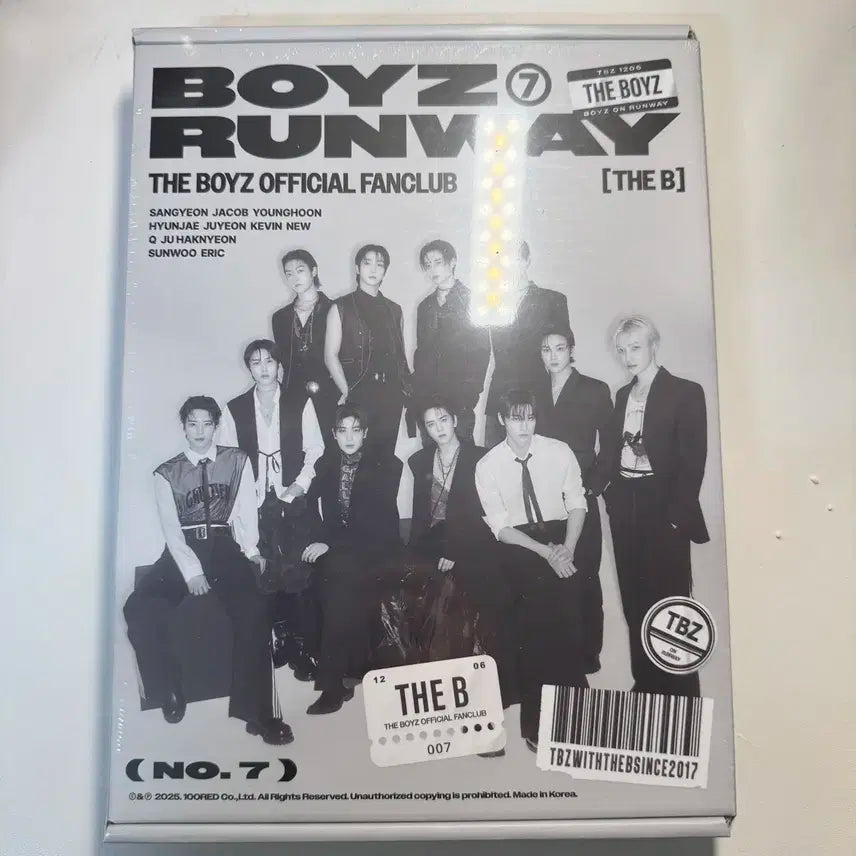 BOYZ 7
RUNWAY
TBZ 1206
THE BOYZ
BOYZ ON RUNWAY
THE BOYZ OFFICIAL FANCLUB
[THE B]
SANGYEON JACOB YOUNGHOON
HYUNJAE JUYEON KEVIN NEW
Q JU HAKNYEON
SUNWOO ERIC
TBZ
ON
RUNWAY
12 06
THE B
THE BOYZ OFFICIAL FANCLUB
007
TBZWITHTHEBSINCE2017
( NO.7 )
©&℗ 2025. 100RED Co.,Ltd. All Rights Reserved. Unauthorized copying is prohibited. Made in Korea.